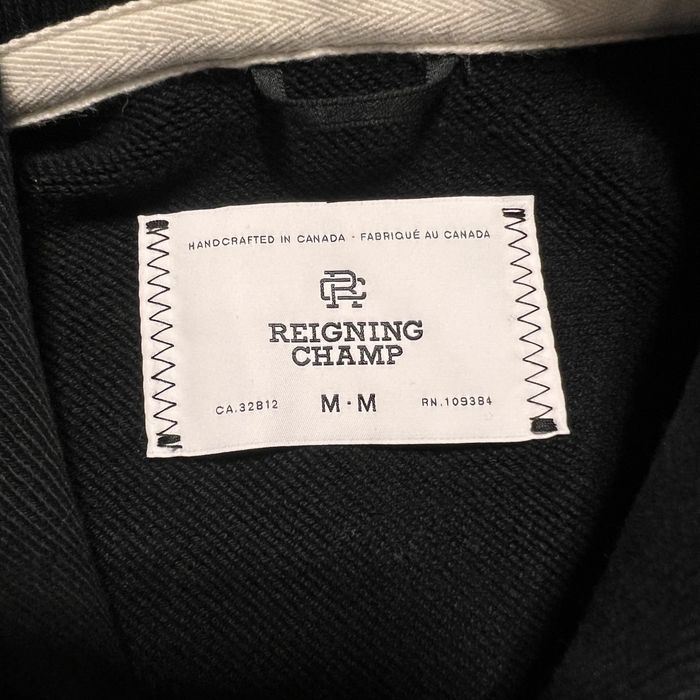 HANDCRAFTED IN CANADA · FABRIQUÉ AU CANADA
RC
REIGNING
CHAMP
CA.32812 M·M RN.109384